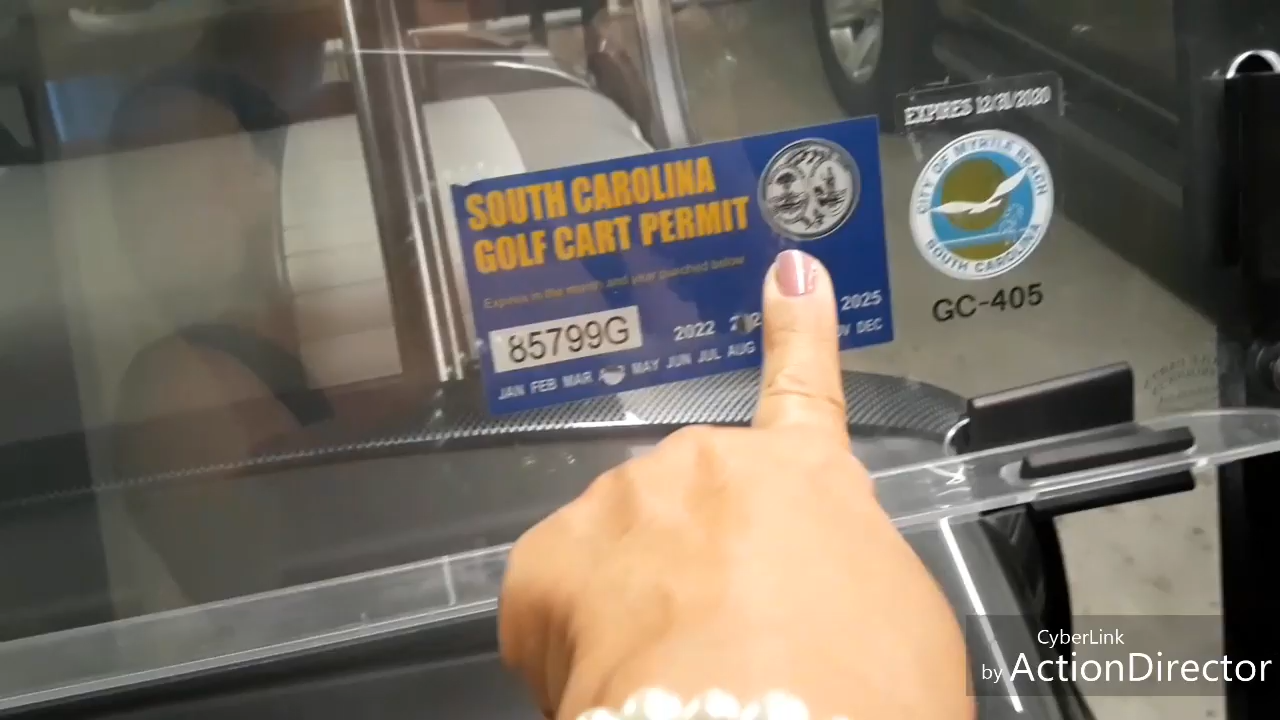 SOUTH CAROLINA
GOLF CART PERMIT
Expires in the month and year punched below
85799G
2022
2025
JAN FEB MAR MAY JUN JUL AUG DEC
EXPIRES 12/31/2020
CITY OF MYRTLE BEACH
SOUTH CAROLINA
GC-405
CyberLink
by ActionDirector